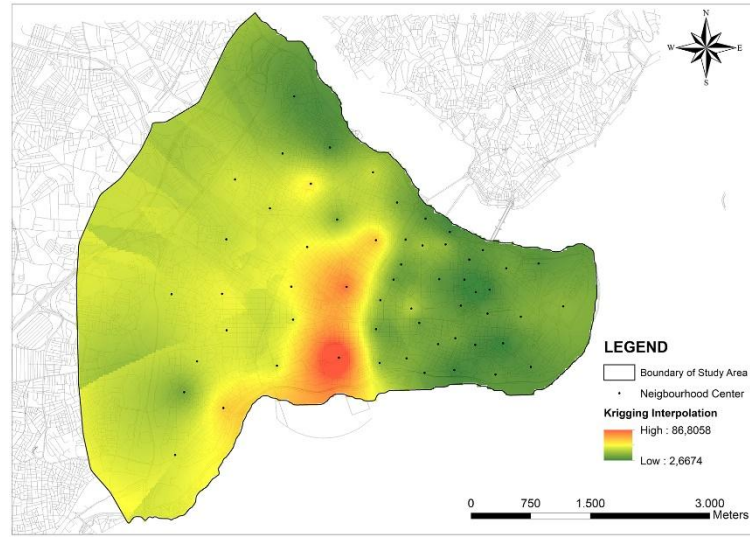 N
W E
S
LEGEND
Boundary of Study Area
Neigbourhood Center
Krigging Interpolation
High : 86,8058
Low : 2,6674
0 750 1.500 3.000
Meters